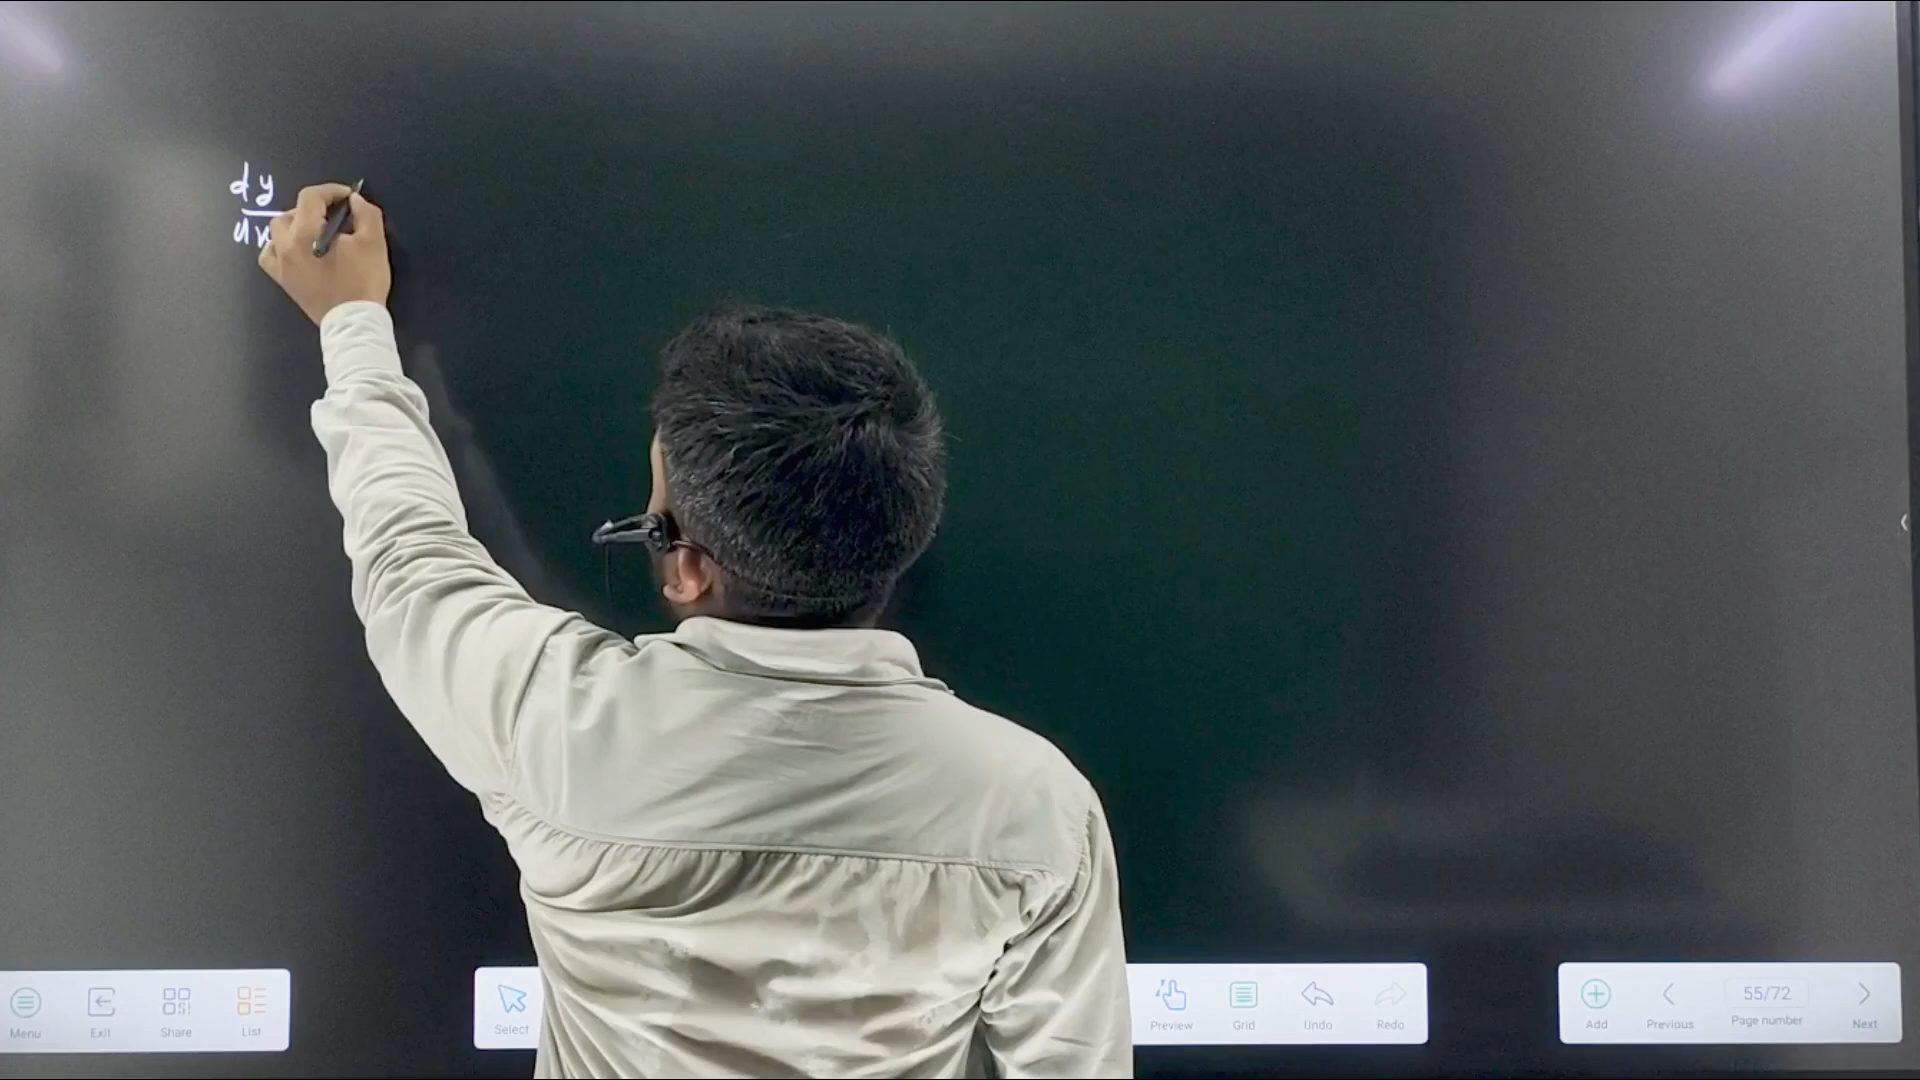 dy
dx
Menu Exit Share List Select Preview Grid Undo Redo Add Previous 55/72 Page number Next